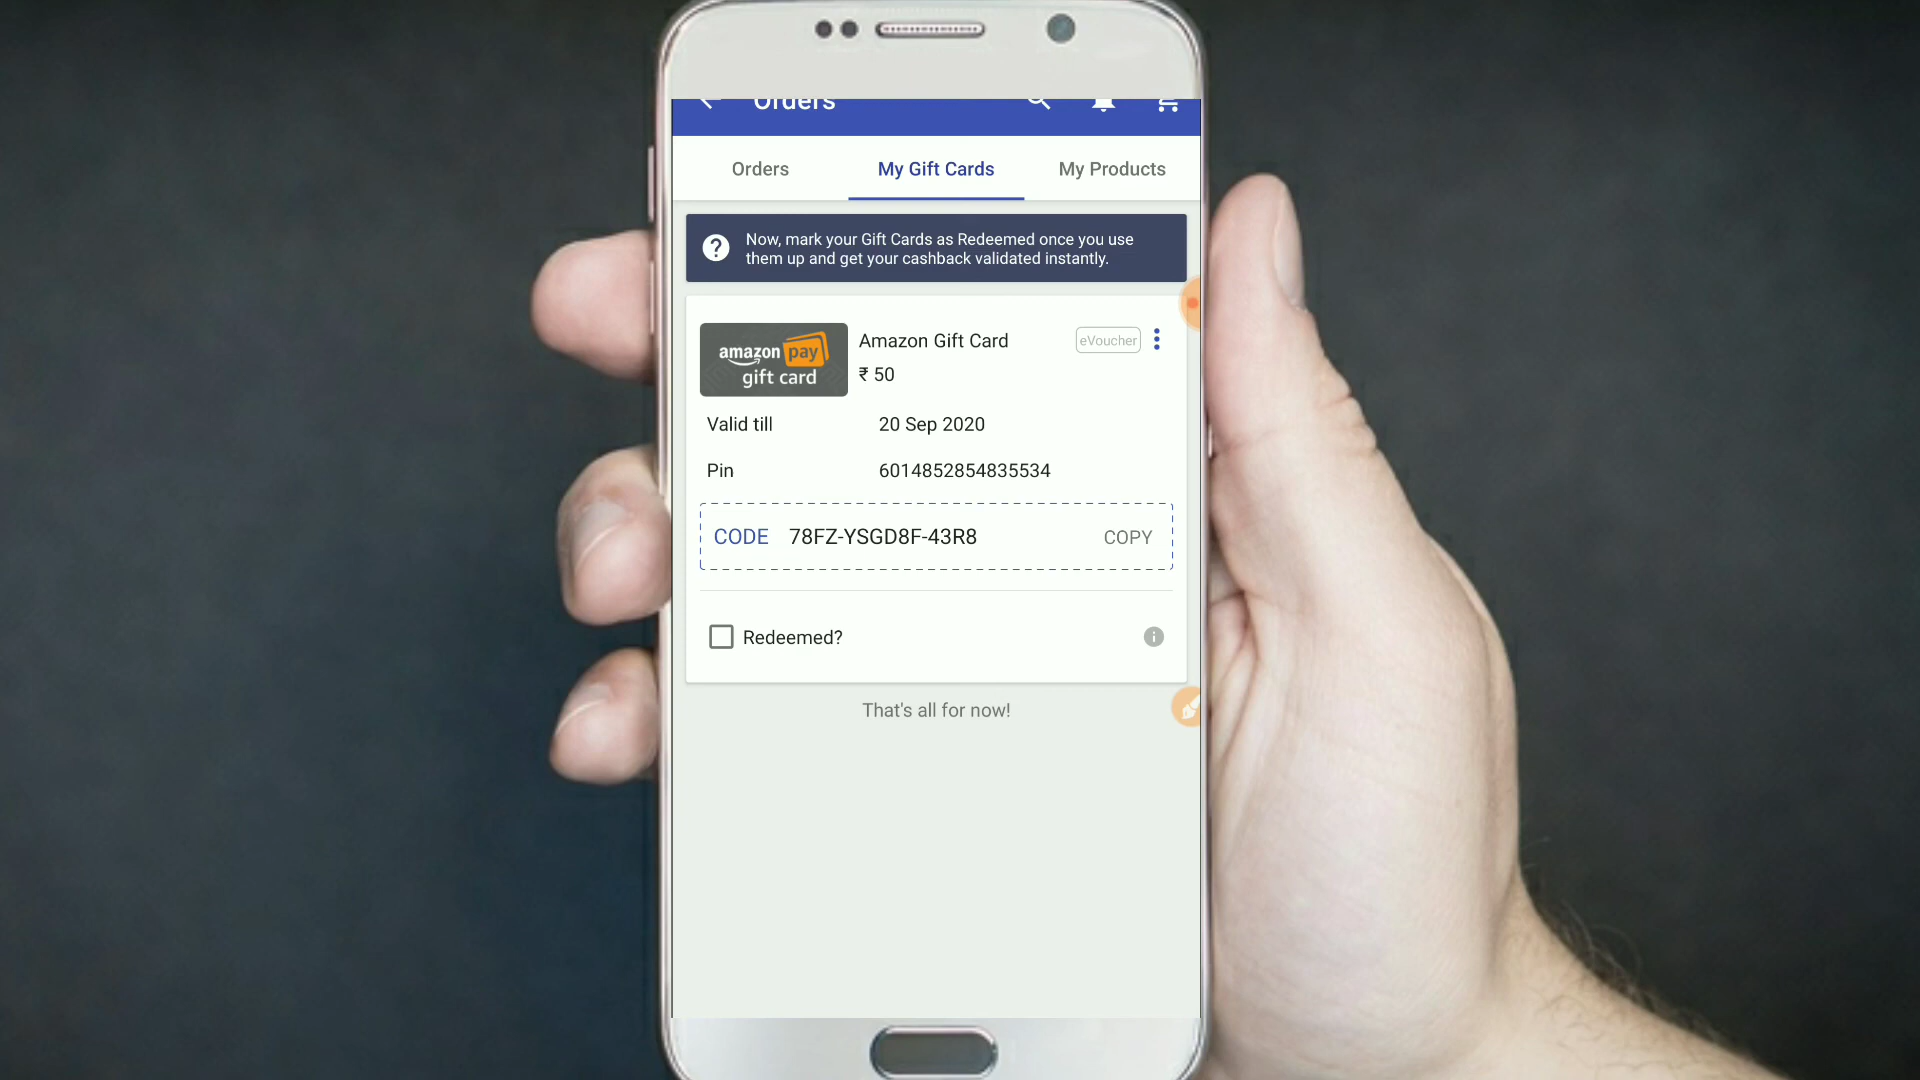 Orders
Orders
My Gift Cards
My Products
Now, mark your Gift Cards as Redeemed once you use
them up and get your cashback validated instantly.
amazon pay
gift card
Amazon Gift Card
eVoucher
₹ 50
Valid till
20 Sep 2020
Pin
6014852854835534
CODE 78FZ-YSGD8F-43R8 COPY
Redeemed?
That's all for now!